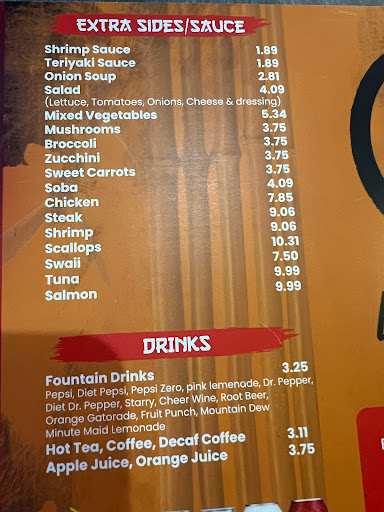 EXTRA SIDES/SAUCE
Shrimp Sauce 1.89
Teriyaki Sauce 1.89
Onion Soup 2.81
Salad 4.09
(Lettuce, Tomatoes, Onions, Cheese & dressing)
Mixed Vegetables 5.34
Mushrooms 3.75
Broccoli 3.75
Zucchini 3.75
Sweet Carrots 3.75
Soba 4.09
Chicken 7.85
Steak 9.06
Shrimp 9.06
Scallops 10.31
Swaii 7.50
Tuna 9.99
Salmon 9.99
DRINKS
Fountain Drinks 3.25
Pepsi, Diet Pepsi, Pepsi Zero, pink lemenade, Dr. Pepper,
Diet Dr. Pepper, Starry, Cheer Wine, Root Beer,
Orange Gatorade, Fruit Punch, Mountain Dew
Minute Maid Lemonade
Hot Tea, Coffee, Decaf Coffee 3.11
Apple Juice, Orange Juice 3.75